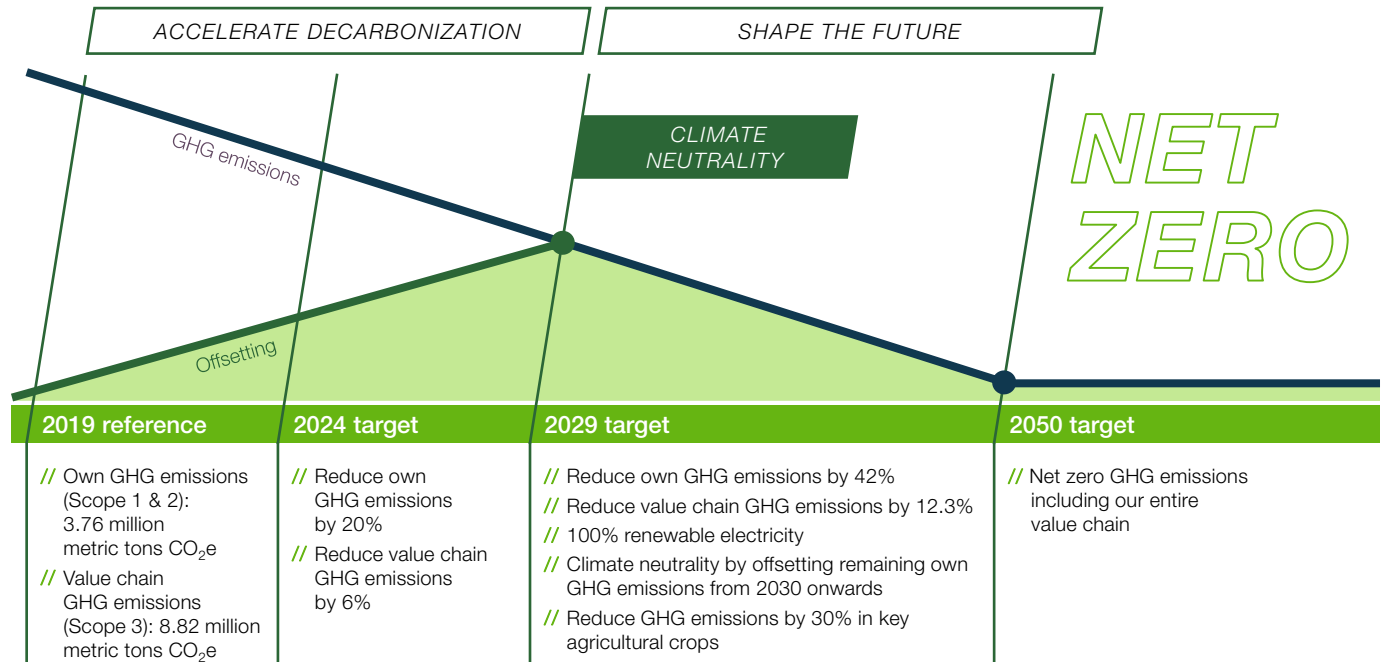 ACCELERATE DECARBONIZATION
SHAPE THE FUTURE
GHG emissions
CLIMATE
NEUTRALITY
NET
ZERO
Offsetting
2019 reference
// Own GHG emissions
(Scope 1 & 2):
3.76 million
metric tons CO₂e
// Value chain
GHG emissions
(Scope 3): 8.82 million
metric tons CO₂e
2024 target
// Reduce own
GHG emissions
by 20%
// Reduce value chain
GHG emissions
by 6%
2029 target
// Reduce own GHG emissions by 42%
// Reduce value chain GHG emissions by 12.3%
// 100% renewable electricity
// Climate neutrality by offsetting remaining own
GHG emissions from 2030 onwards
// Reduce GHG emissions by 30% in key
agricultural crops
2050 target
// Net zero GHG emissions
including our entire
value chain